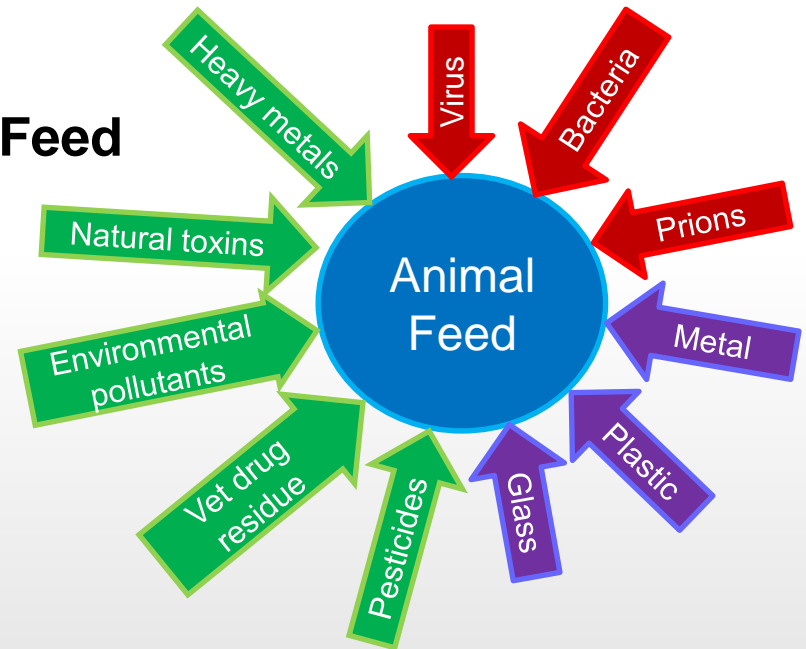 Feed
Heavy metals
Virus
Bacteria
Natural toxins
Prions
Animal
Feed
Environmental
pollutants
Metal
Vet drug
residue
Plastic
Pesticides
Glass